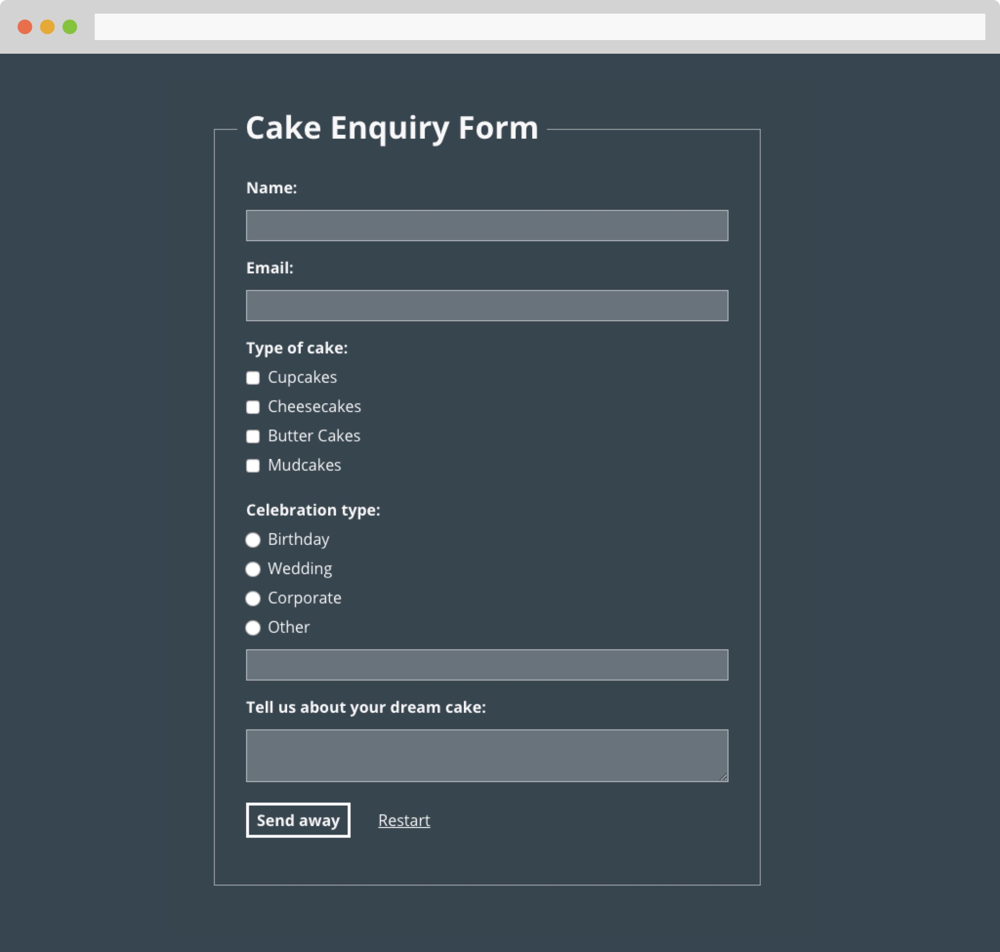 Cake Enquiry Form
Name:
Email:
Type of cake:
Cupcakes
Cheesecakes
Butter Cakes
Mudcakes
Celebration type:
Birthday
Wedding
Corporate
Other
Tell us about your dream cake:
Send away Restart